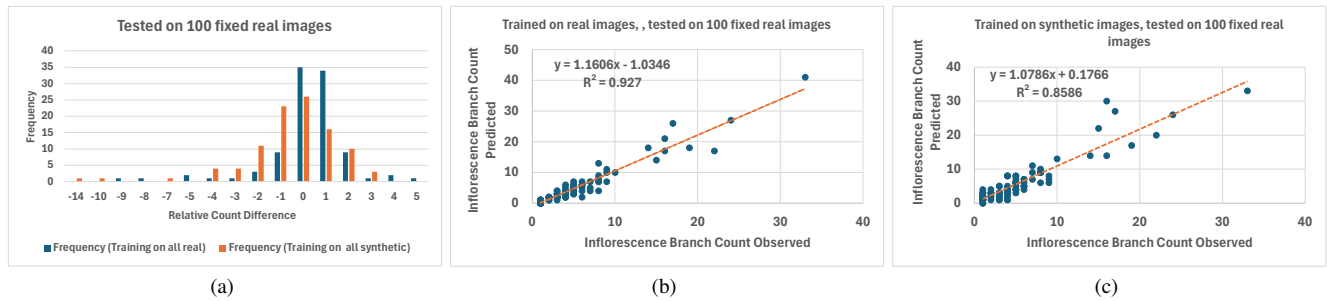 Tested on 100 fixed real images
40
35
30
25
20
15
10
5
0
Frequency
-14 -10 -9 -8 -7 -6 -5 -4 -3 -2 -1 0 1 2 3 4 5
Relative Count Difference
Frequency (Training on all real) Frequency (Training on all synthetic)
(a)
Trained on real images, , tested on 100 fixed real images
Inflorescence Branch Count
Predicted
50
40
30
20
10
0
y = 1.1606x - 1.0346
R² = 0.927
0 10 20 30 40
Inflorescence Branch Count Observed
(b)
Trained on synthetic images, tested on 100 fixed real
images
Inflorescence Branch Count
Predicted
40
30
20
10
0
y = 1.0786x + 0.1766
R² = 0.8586
0 10 20 30 40
Inflorescence Branch Count Observed
(c)